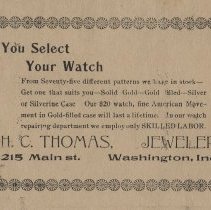 You Select
Your Watch
From Seventy-five different patterns we have in stock—
Get one that suits you—Solid Gold—Gold filled—Silver
or Silverine Case Our $20 watch, fine American Move-
ment in Gold-filled case will last a lifetime. In our watch
repairing department we employ only SKILLED LABOR.
H. C. THOMAS, JEWELER
215 Main st. Washington, Ind